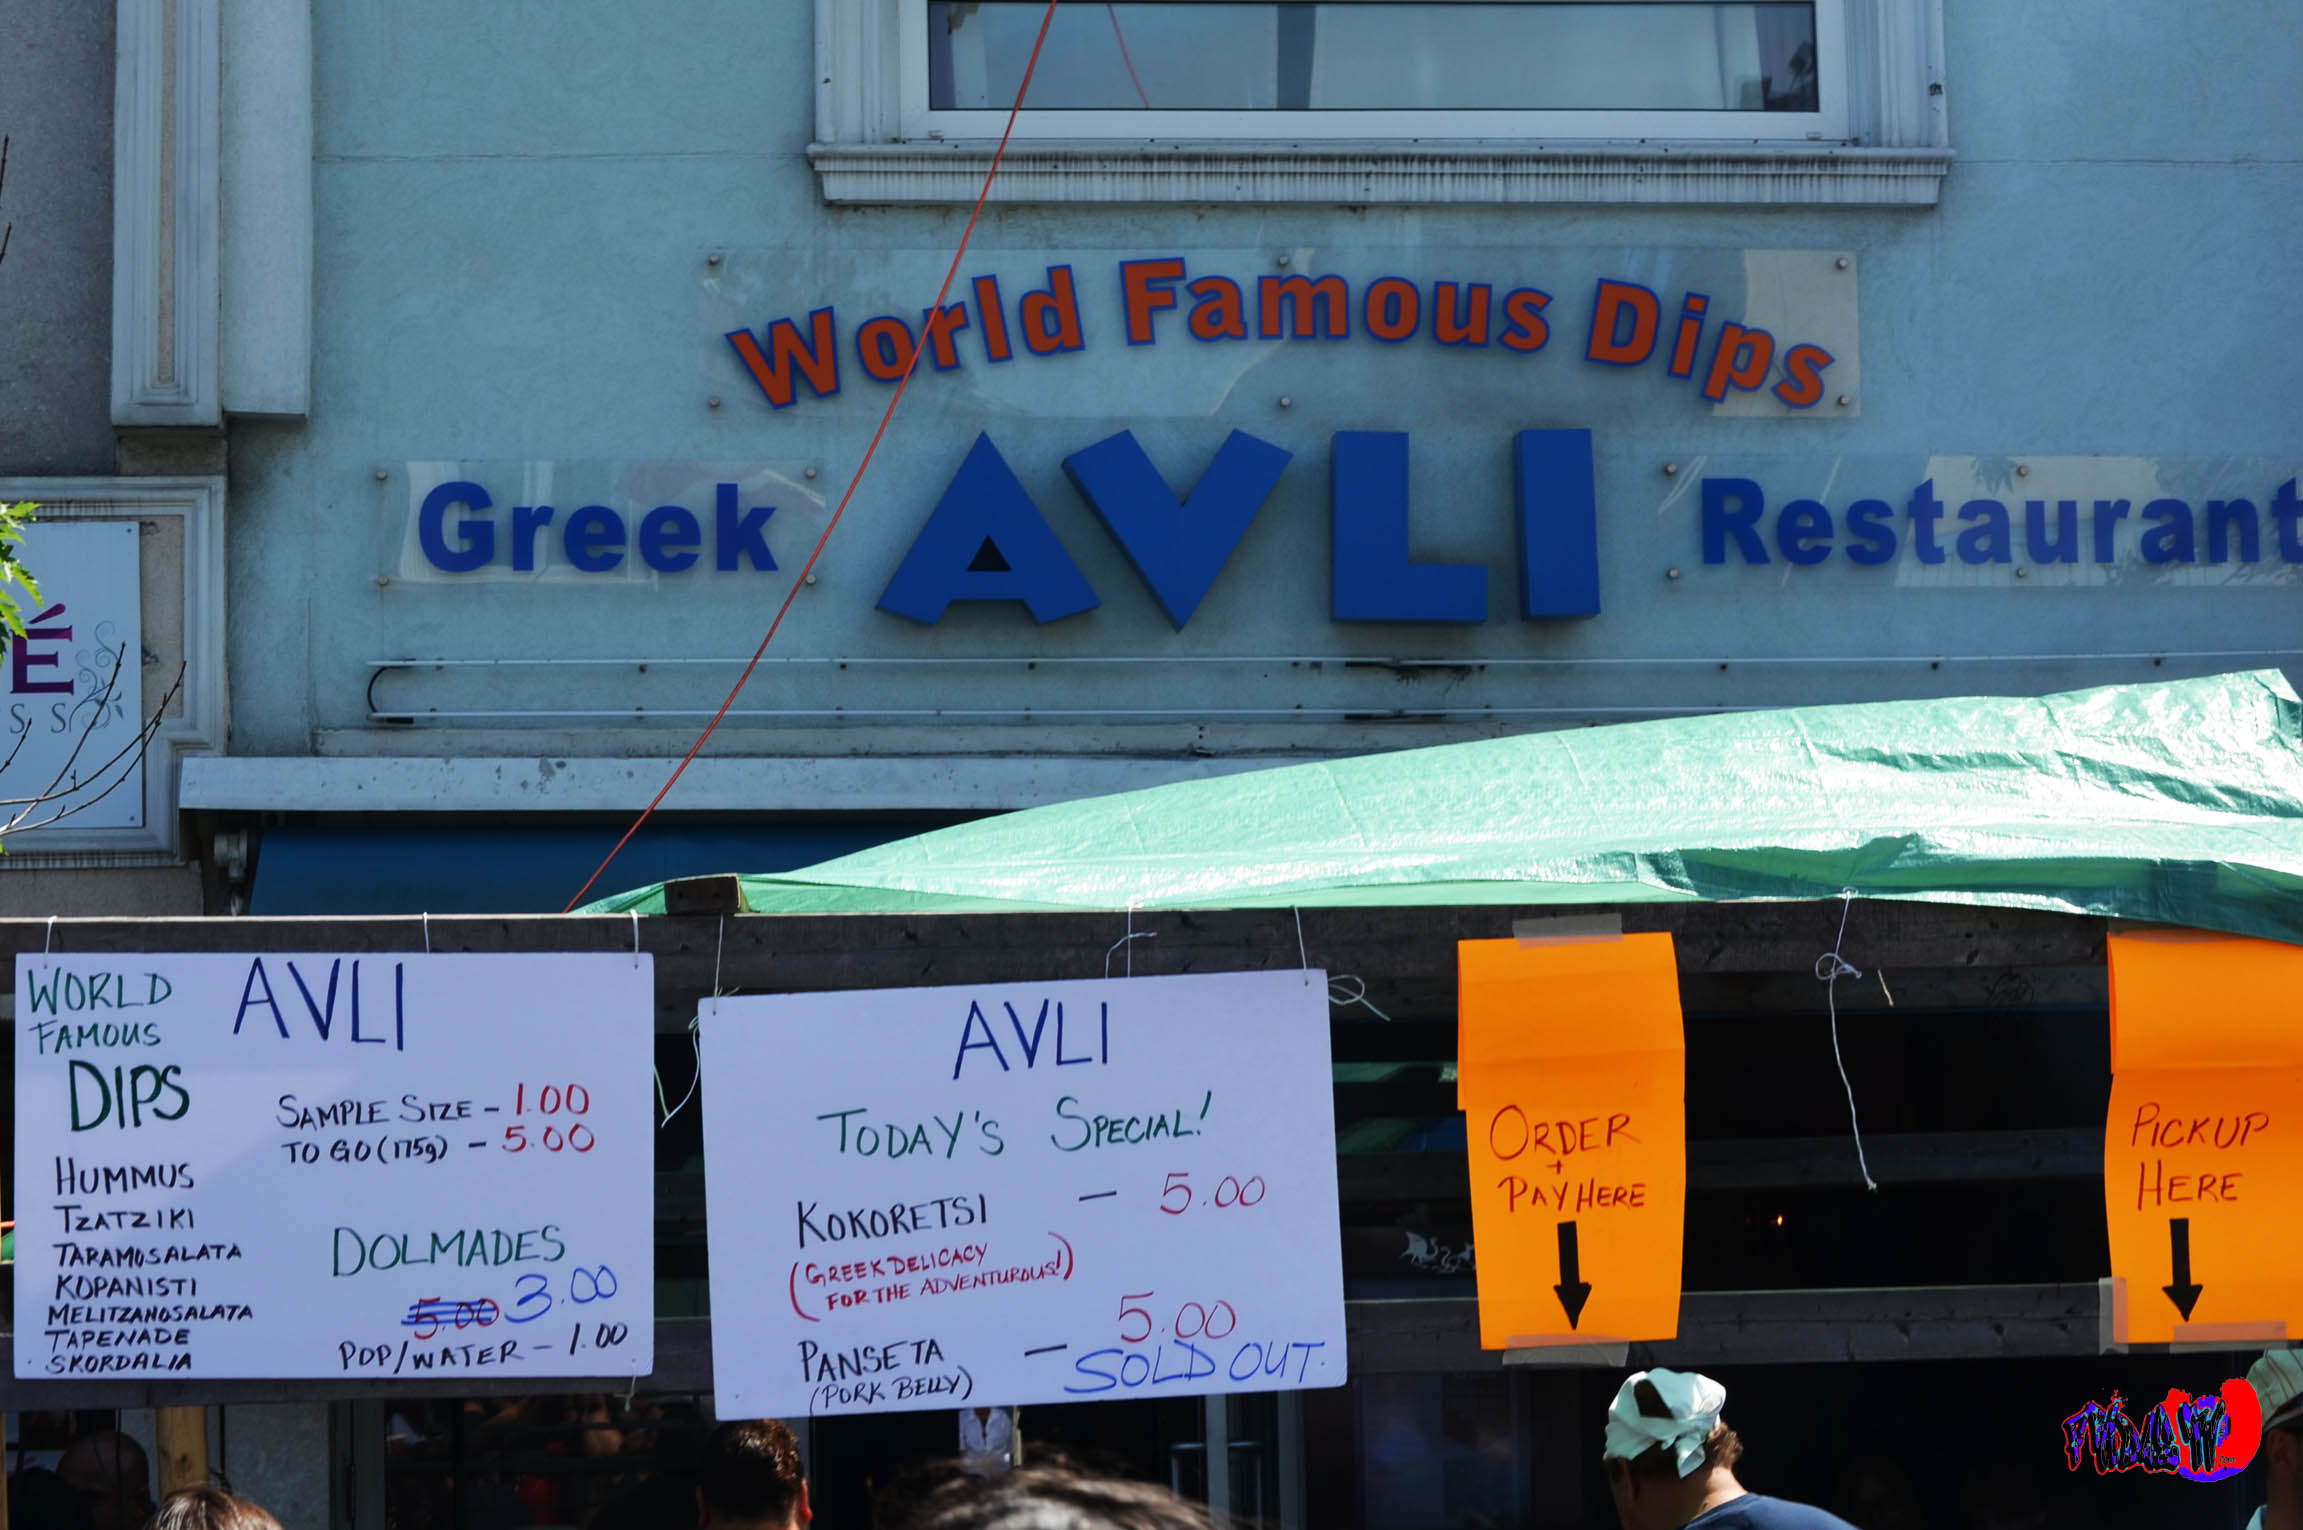 World Famous Dips
Greek AVLI Restaurant
É
SS
WORLD
FAMOUS
DIPS
AVLI
SAMPLE SIZE - 1.00
TO GO (175g) - 5.00
HUMMUS
TZATZIKI
TARAMOSALATA
KOPANISTI
MELITZANOSALATA
TAPENADE
SKORDALIA
DOLMADES
5.00 3.00
POP/WATER - 1.00
AVLI
TODAY'S SPECIAL!
KOKORETSI - 5.00
(GREEK DELICACY
FOR THE ADVENTUROUS!)
PANSETA - 5.00
(PORK BELLY) SOLD OUT.
ORDER
+
PAY HERE
PICKUP
HERE